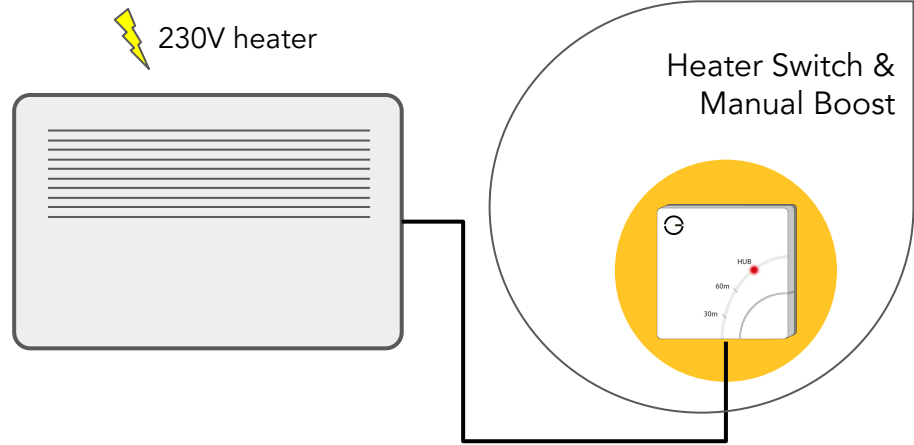 230V heater
Heater Switch &
Manual Boost
HUB
60m
30m